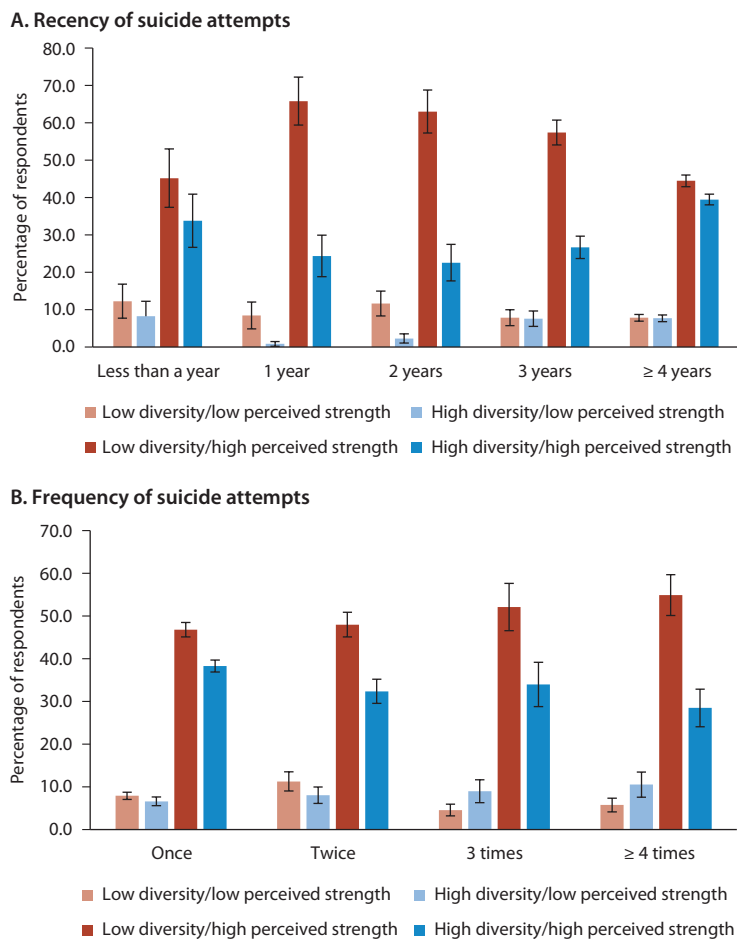 A. Recency of suicide attempts
Percentage of respondents
80.0
70.0
60.0
50.0
40.0
30.0
20.0
10.0
0.0
Less than a year 1 year 2 years 3 years ≥ 4 years
Low diversity/low perceived strength High diversity/low perceived strength
Low diversity/high perceived strength High diversity/high perceived strength
B. Frequency of suicide attempts
Percentage of respondents
70.0
60.0
50.0
40.0
30.0
20.0
10.0
0.0
Once Twice 3 times ≥ 4 times
Low diversity/low perceived strength High diversity/low perceived strength
Low diversity/high perceived strength High diversity/high perceived strength